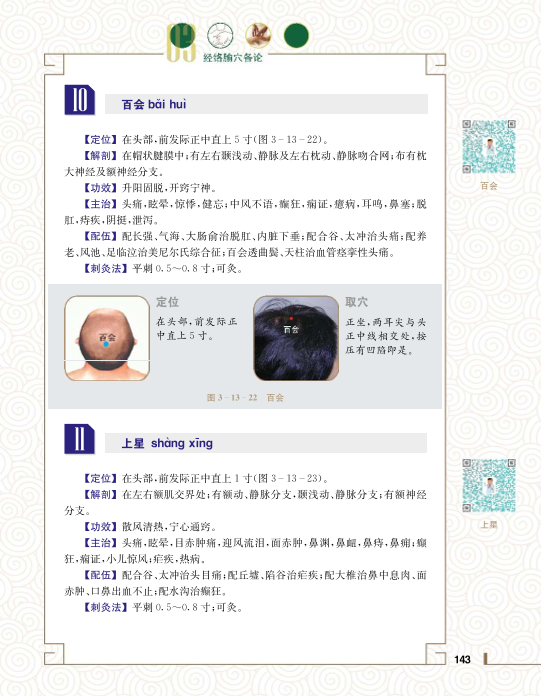 03
经络腧穴各论
10
百会 bǎi huì
【定位】在头部,前发际正中直上 5 寸(图 3-13-22)。
【解剖】在帽状腱膜中;有左右颞浅动、静脉及左右枕动、静脉吻合网;布有枕
大神经及额神经分支。
【功效】升阳固脱,开窍宁神。
【主治】头痛,眩晕,惊悸,健忘;中风不语,癫狂,痫证,癔病,耳鸣,鼻塞;脱
肛,痔疾,阴挺,泄泻。
【配伍】配长强、气海、大肠俞治脱肛、内脏下垂;配合谷、太冲治头痛;配养
老、风池、足临泣治美尼尔氏综合征;百会透曲鬓、天柱治血管痉挛性头痛。
【刺灸法】平刺 0.5～0.8 寸;可灸。
百会
定位
在头部,前发际正
中直上 5 寸。
百会
取穴
正坐,两耳尖与头
正中线相交处,按
压有凹陷即是。
百会
图 3-13-22 百会
11
上星 shàng xīng
【定位】在头部,前发际正中直上 1 寸(图 3-13-23)。
【解剖】在左右额肌交界处;有额动、静脉分支,颞浅动、静脉分支;有额神经
分支。
【功效】散风清热,宁心通窍。
【主治】头痛,眩晕,目赤肿痛,迎风流泪,面赤肿,鼻渊,鼻衄,鼻痔,鼻痈;癫
狂,痫证,小儿惊风;疟疾,热病。
【配伍】配合谷、太冲治头目痛;配丘墟、陷谷治疟疾;配大椎治鼻中息肉、面
赤肿、口鼻出血不止;配水沟治癫狂。
【刺灸法】平刺 0.5～0.8 寸;可灸。
上星
143